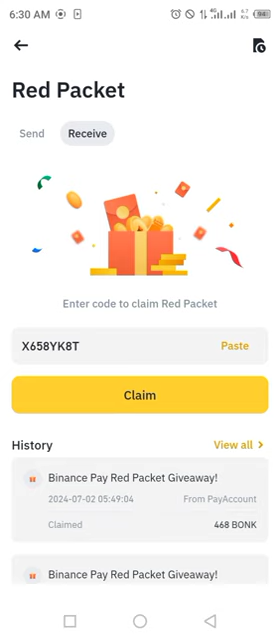 6:30 AM
Red Packet
Send Receive
Enter code to claim Red Packet
X658YK8T Paste
Claim
History View all
Binance Pay Red Packet Giveaway!
2024-07-02 05:49:04 From PayAccount
Claimed 468 BONK
Binance Pay Red Packet Giveaway!